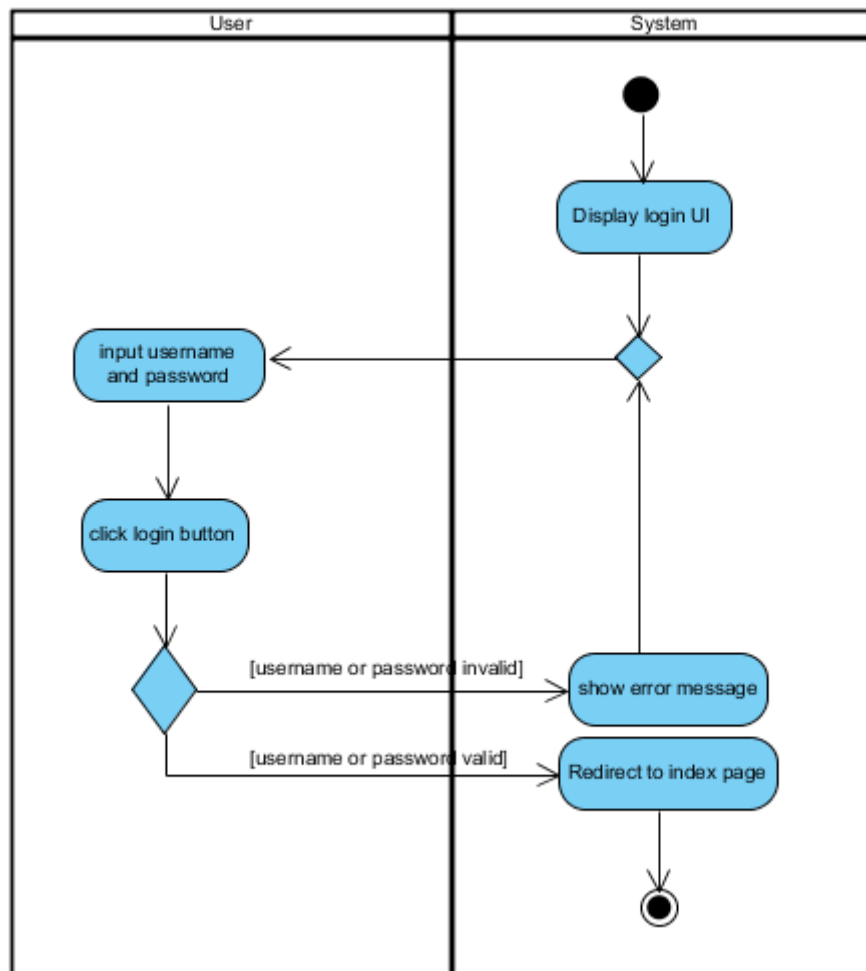 User
System
Display login UI
input username
and password
click login button
[username or password invalid]
show error message
[username or password valid]
Redirect to index page